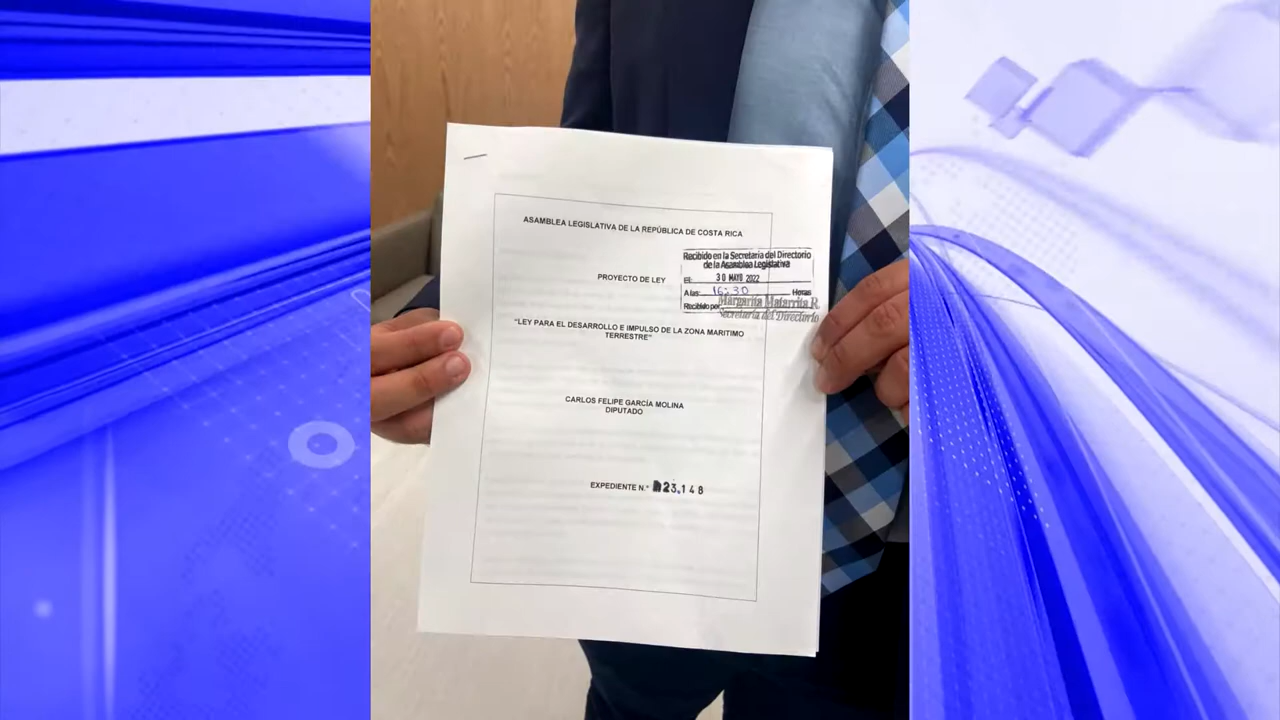 ASAMBLEA LEGISLATIVA DE LA REPÚBLICA DE COSTA RICA
Recibido en la Secretaría del Directorio
de la Asamblea Legislativa
El: 30 MAYO 2022
A las: 16:30 Horas
Recibido por Margarita Matarrita R.
Secretaria del Directorio
PROYECTO DE LEY
"LEY PARA EL DESARROLLO E IMPULSO DE LA ZONA MARITIMO
TERRESTRE"
CARLOS FELIPE GARCÍA MOLINA
DIPUTADO
EXPEDIENTE N.° 23.148